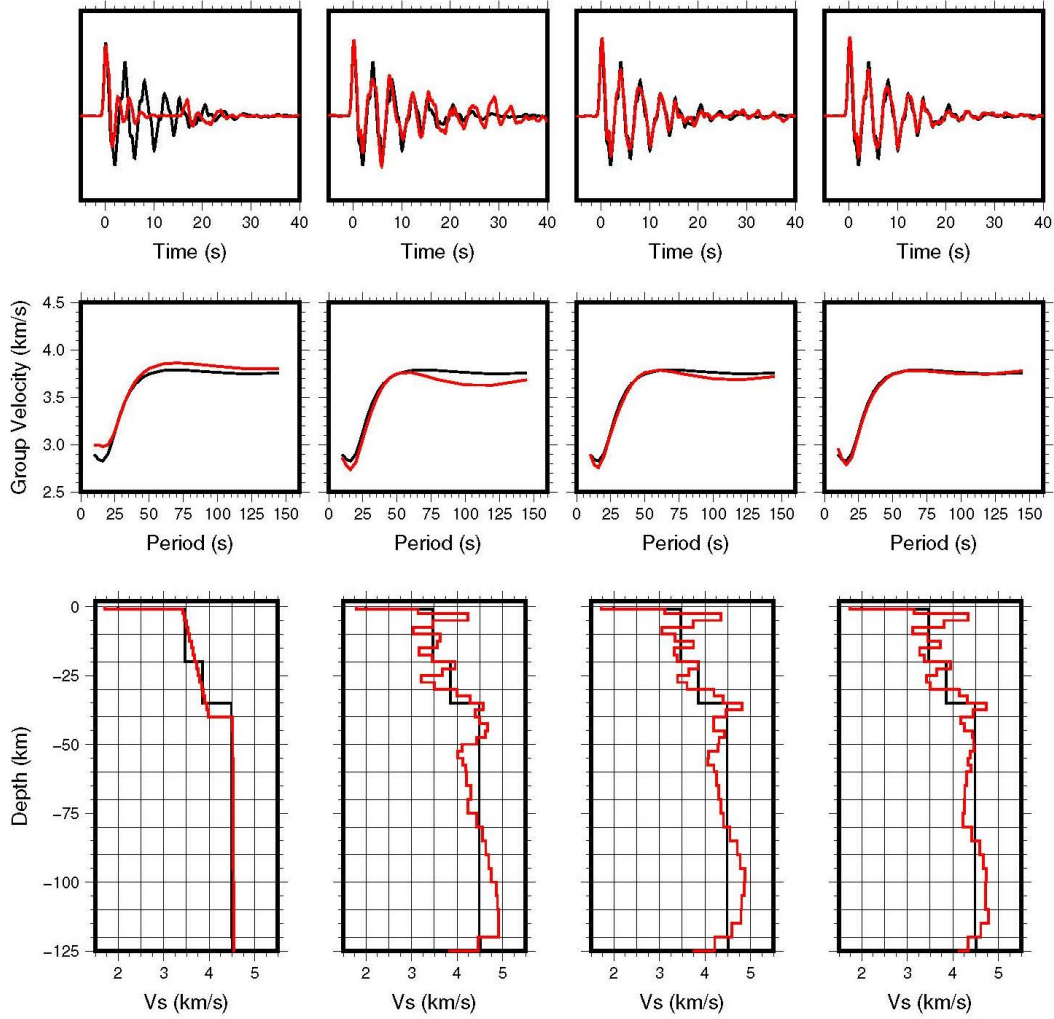 0 10 20 30 40 0 10 20 30 40 0 10 20 30 40 0 10 20 30 40
Time (s) Time (s) Time (s) Time (s)
4.5
4.0
3.5
3.0
2.5
Group Velocity (km/s)
0 25 50 75 100 125 150 0 25 50 75 100 125 150 0 25 50 75 100 125 150 0 25 50 75 100 125 150
Period (s) Period (s) Period (s) Period (s)
0
−25
−50
−75
−100
−125
Depth (km)
2 3 4 5 2 3 4 5 2 3 4 5 2 3 4 5
Vs (km/s) Vs (km/s) Vs (km/s) Vs (km/s)